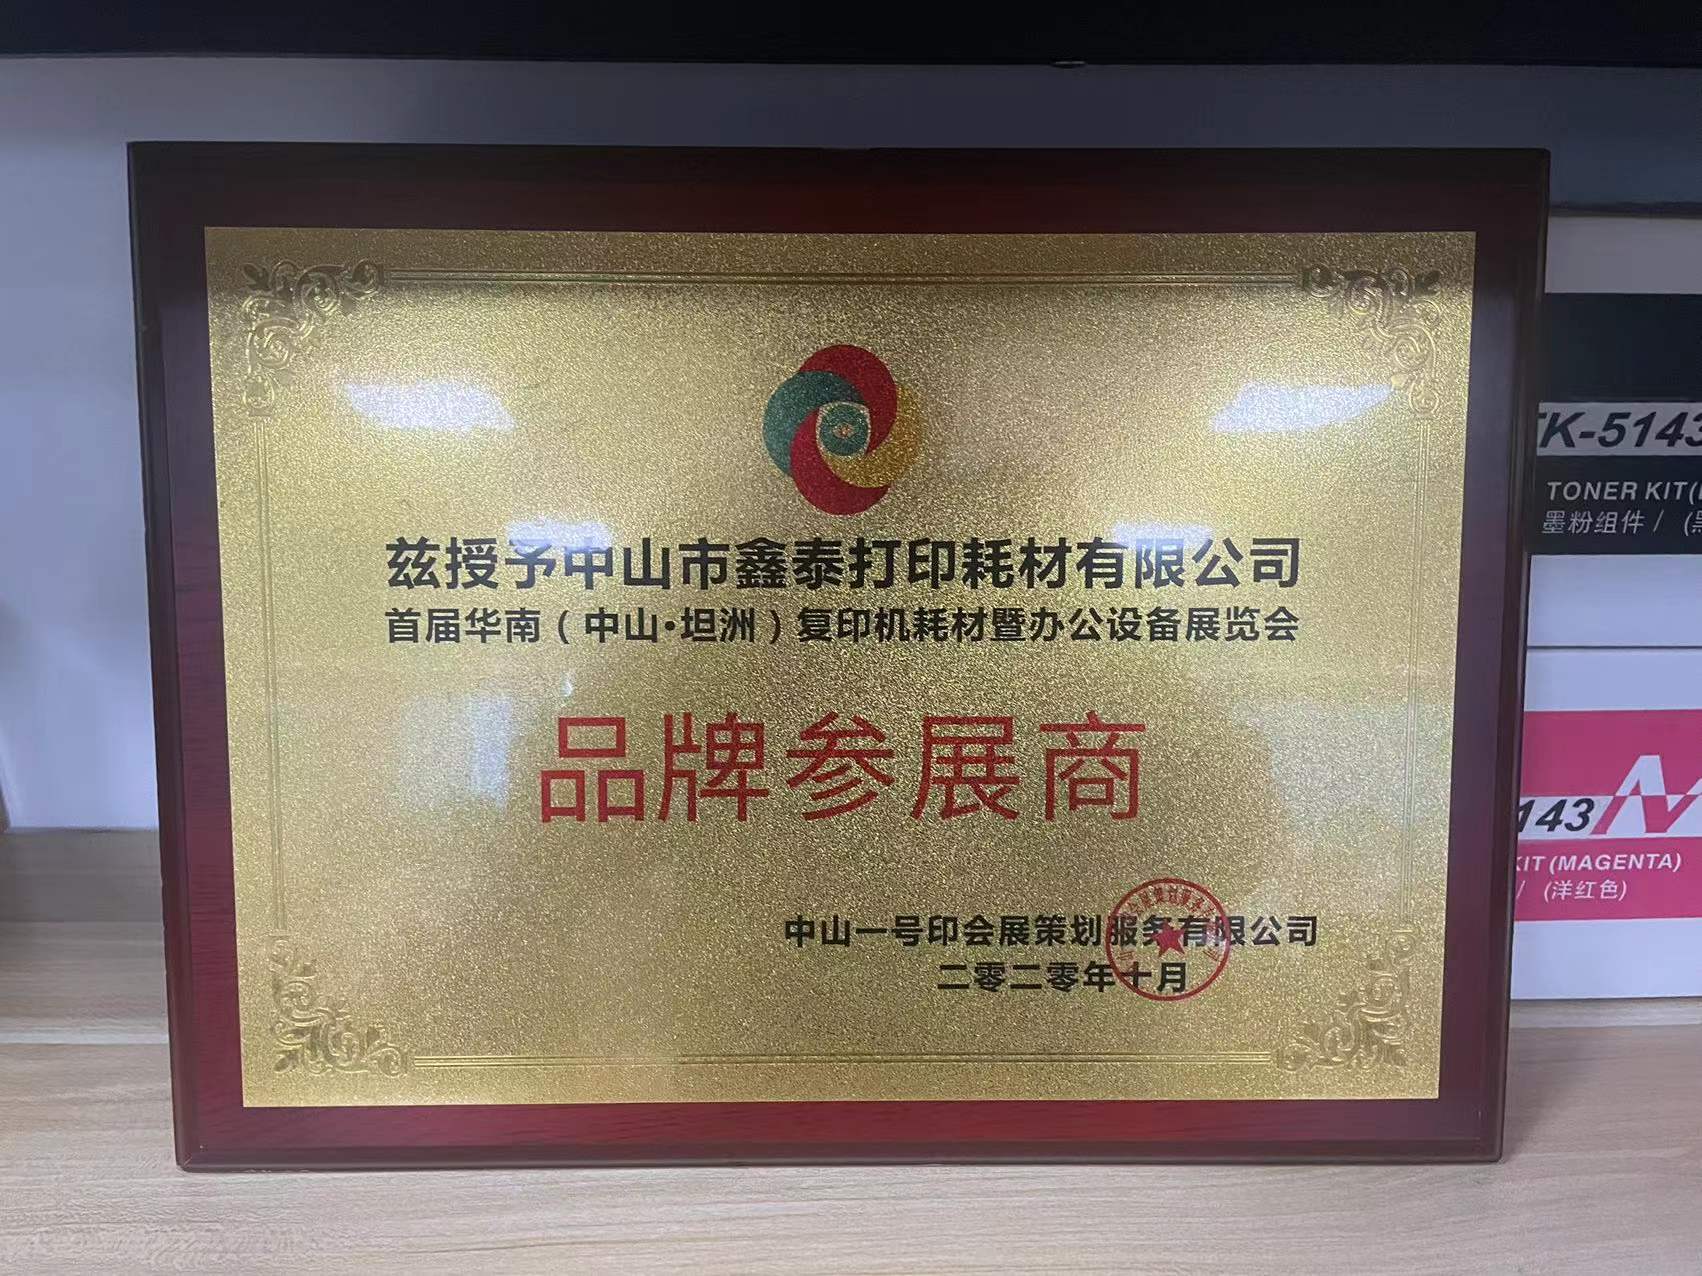 兹授予中山市鑫泰打印耗材有限公司
首届华南（中山·坦洲）复印机耗材暨办公设备展览会
品牌参展商
中山一号印会展策划服务有限公司
二零二零年十月
TK-5143
TONER KIT
墨粉组件 /
5143 M
KIT (MAGENTA)
/ (洋红色)